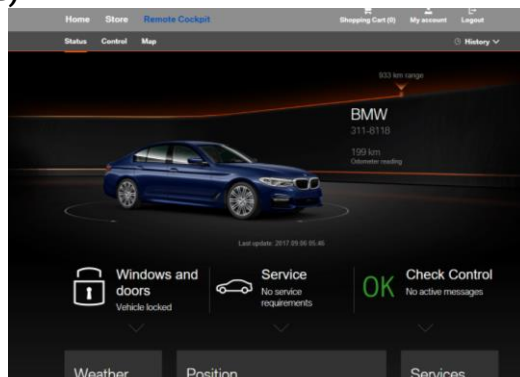 Home Store Remote Cockpit Shopping Cart (0) My account Logout
Status Control Map History
933 km range
BMW
311-8118
199 km
Odometer reading
Last update: 2017 09 06 05:46
Windows and doors
Vehicle locked
Service
No service requirements
OK
Check Control
No active messages
Weather Position Services